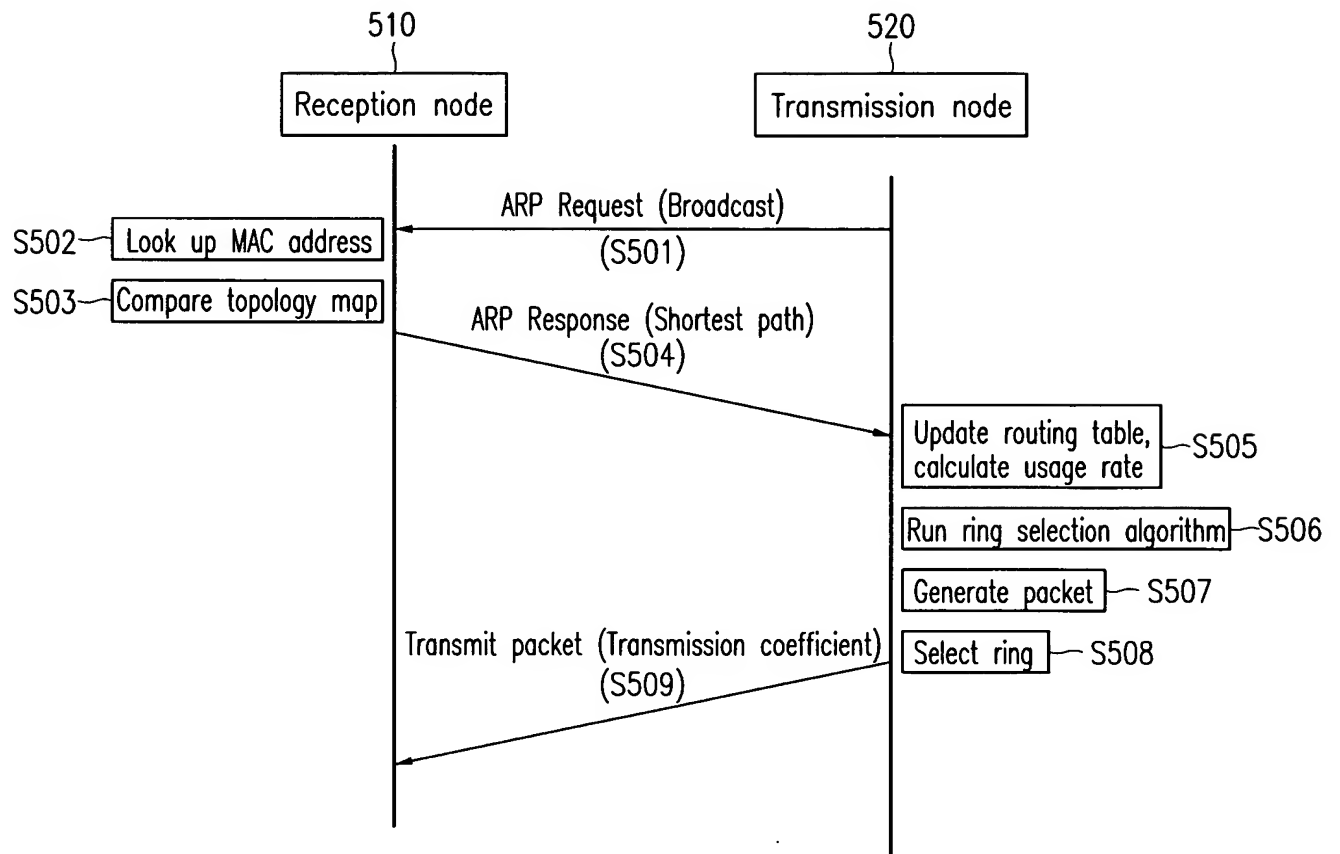 510
520
Reception node
Transmission node
ARP Request (Broadcast)
(S501)
S502
Look up MAC address
S503
Compare topology map
ARP Response (Shortest path)
(S504)
Update routing table,
calculate usage rate
S505
Run ring selection algorithm
S506
Generate packet
S507
Transmit packet (Transmission coefficient)
(S509)
Select ring
S508